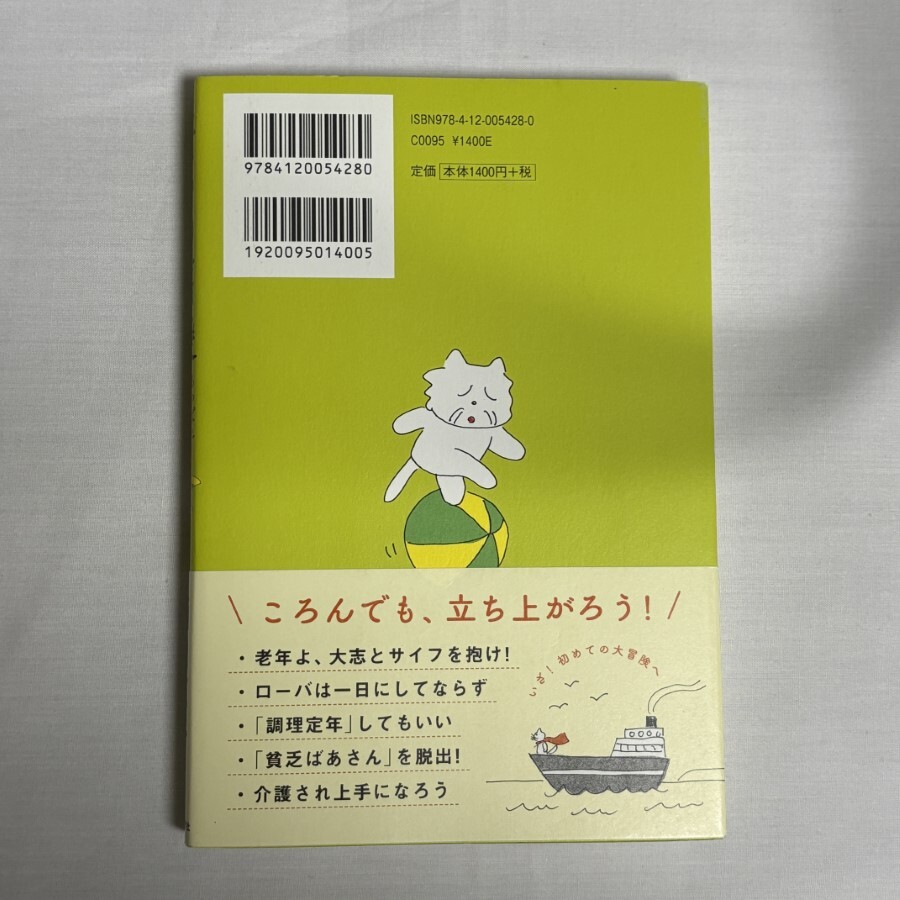 ISBN978-4-12-005428-0
C0095 ¥1400E
定価 本体1400円+税
9784120054280
1920095014005
\ ころんでも、立ち上がろう! /
・老年よ、大志とサイフを抱け!
・ローバは一日にしてならず
・「調理定年」してもいい
・「貧乏ばあさん」を脱出!
・介護され上手になろう
いざ!初めての大冒険へ